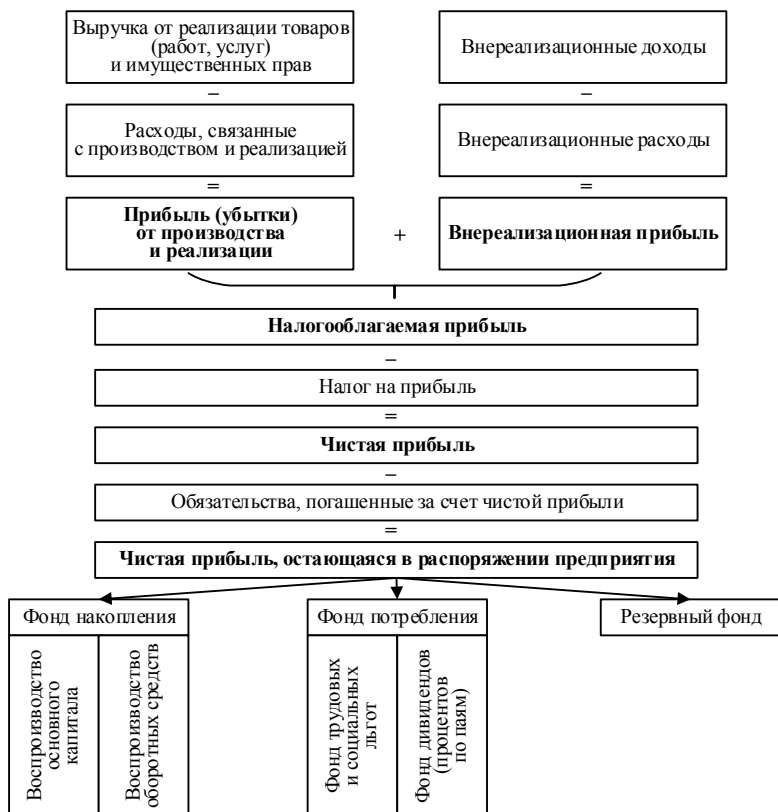 Выручка от реализации товаров
(работ, услуг)
и имущественных прав
Внереализационные доходы
–
–
Расходы, связанные
с производством и реализацией
Внереализационные расходы
=
=
Прибыль (убытки)
от производства
и реализации
+
Внереализационная прибыль
Налогооблагаемая прибыль
–
Налог на прибыль
=
Чистая прибыль
–
Обязательства, погашенные за счет чистой прибыли
=
Чистая прибыль, остающаяся в распоряжении предприятия
Фонд накопления
Фонд потребления
Резервный фонд
Воспроизводство
основного
капитала
Воспроизводство
оборотных средств
Фонд трудовых
и социальных
льгот
Фонд дивидендов
(процентов
по паям)